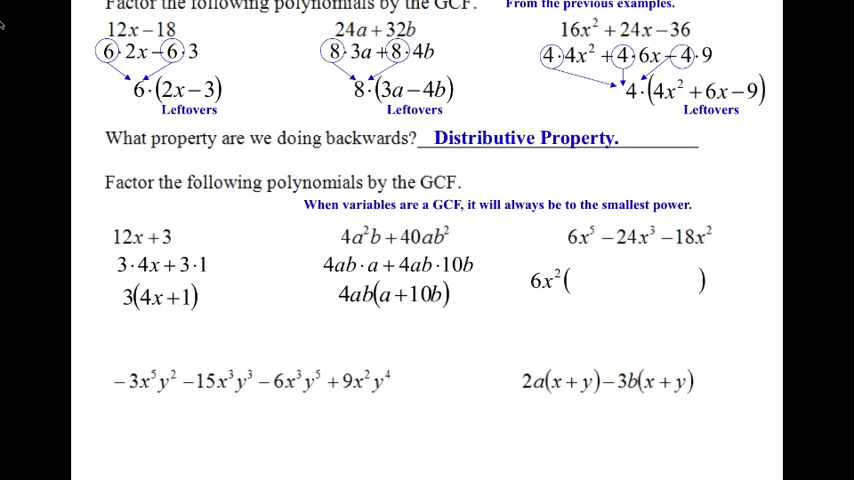 Factor the following polynomials by the GCF. From the previous examples.
12x − 18 24a + 32b 16x² + 24x − 36
6·2x − 6·3 8·3a + 8·4b 4·4x² + 4·6x − 4·9
6·(2x − 3) 8·(3a − 4b) 4·(4x² + 6x − 9)
Leftovers Leftovers Leftovers
What property are we doing backwards? Distributive Property.
Factor the following polynomials by the GCF.
When variables are a GCF, it will always be to the smallest power.
12x + 3 4a²b + 40ab² 6x⁵ − 24x³ − 18x²
3·4x + 3·1 4ab·a + 4ab·10b 6x²( )
3(4x + 1) 4ab(a + 10b)
− 3x⁵y² − 15x³y³ − 6x³y⁵ + 9x²y⁴ 2a(x + y) − 3b(x + y)